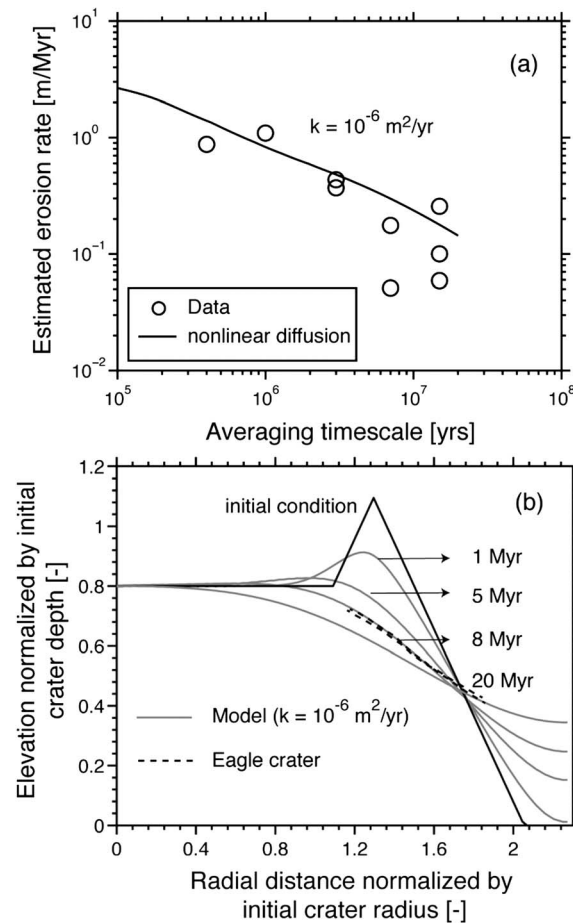 (a)
Estimated erosion rate [m/Myr]
10^1
10^0
10^-1
10^-2
k = 10^-6 m^2/yr
Data
nonlinear diffusion
10^5 10^6 10^7 10^8
Averaging timescale [yrs]
(b)
Elevation normalized by initial
crater depth [-]
1.2
1
0.8
0.6
0.4
0.2
0
initial condition
1 Myr
5 Myr
8 Myr
20 Myr
Model (k = 10^-6 m^2/yr)
Eagle crater
0 0.4 0.8 1.2 1.6 2
Radial distance normalized by
initial crater radius [-]